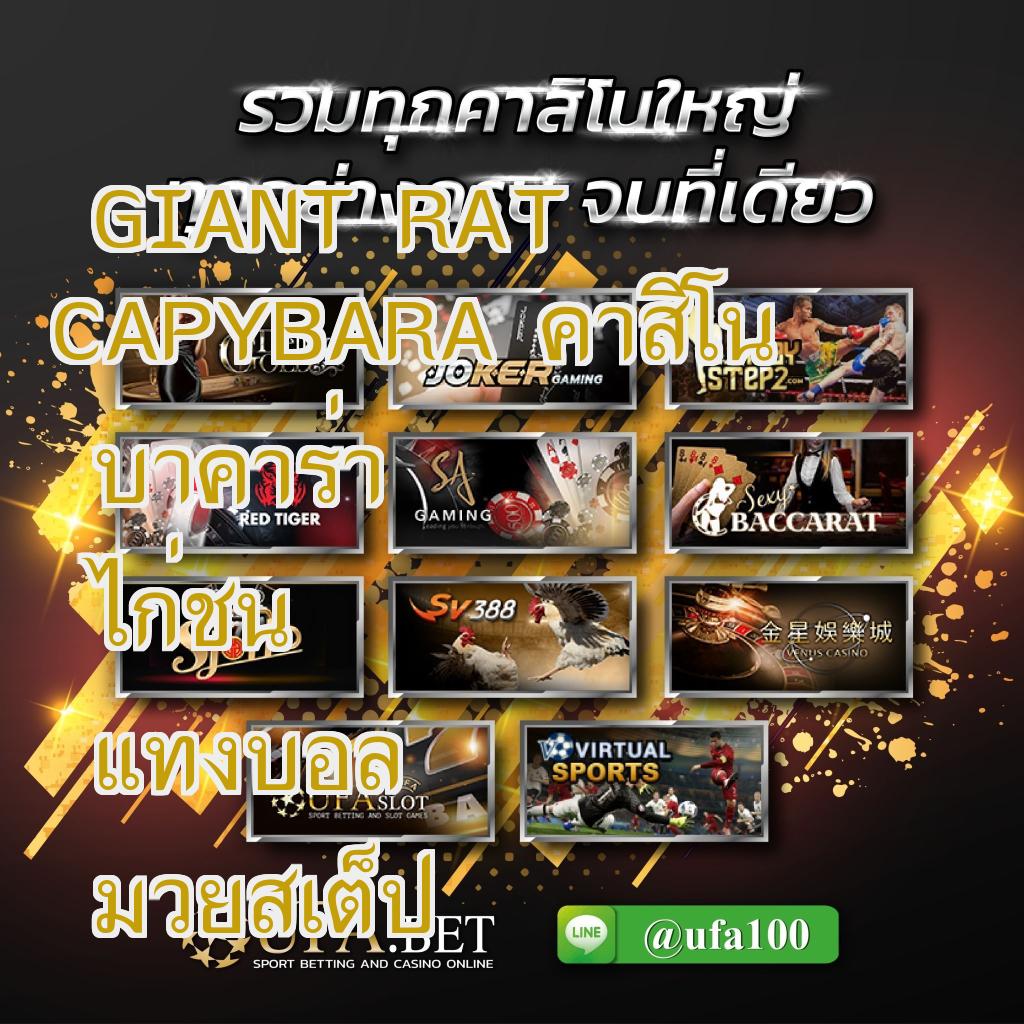 รวมทุกคาสิโนใหญ่
จบที่เดียว
GIANT RAT
CAPYBARA คาสิโน
JOKER GAMING
STEP2.COM
บาคาร่า
RED TIGER
SA
GAMING
Sexy
BACCARAT
ไก่ชน
SV388
金星娛樂城
VENUS CASINO
แทงบอล
UFASLOT
SPORT BETTING AND SLOT GAMES
VIRTUAL
SPORTS
มวยสเต็ป
UFA.BET
SPORT BETTING AND CASINO ONLINE
LINE
@ufa100